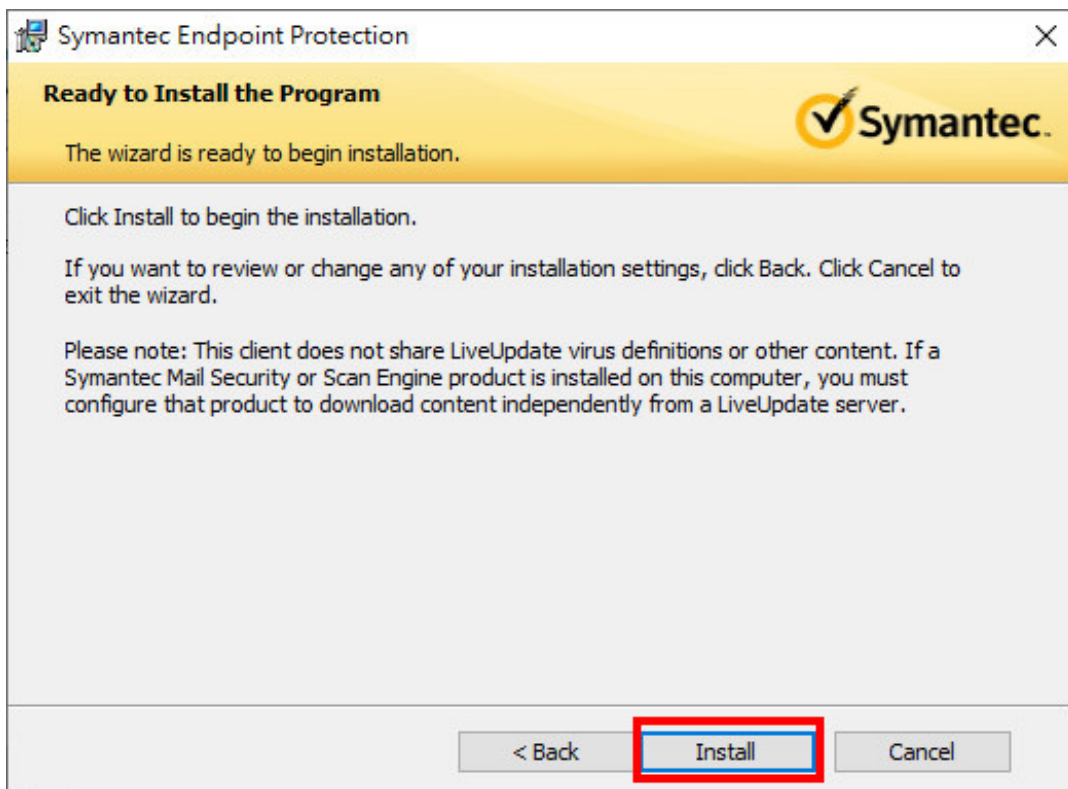 Symantec Endpoint Protection
Ready to Install the Program
The wizard is ready to begin installation.
Symantec.
Click Install to begin the installation.
If you want to review or change any of your installation settings, click Back. Click Cancel to
exit the wizard.
Please note: This client does not share LiveUpdate virus definitions or other content. If a
Symantec Mail Security or Scan Engine product is installed on this computer, you must
configure that product to download content independently from a LiveUpdate server.
< Back
Install
Cancel